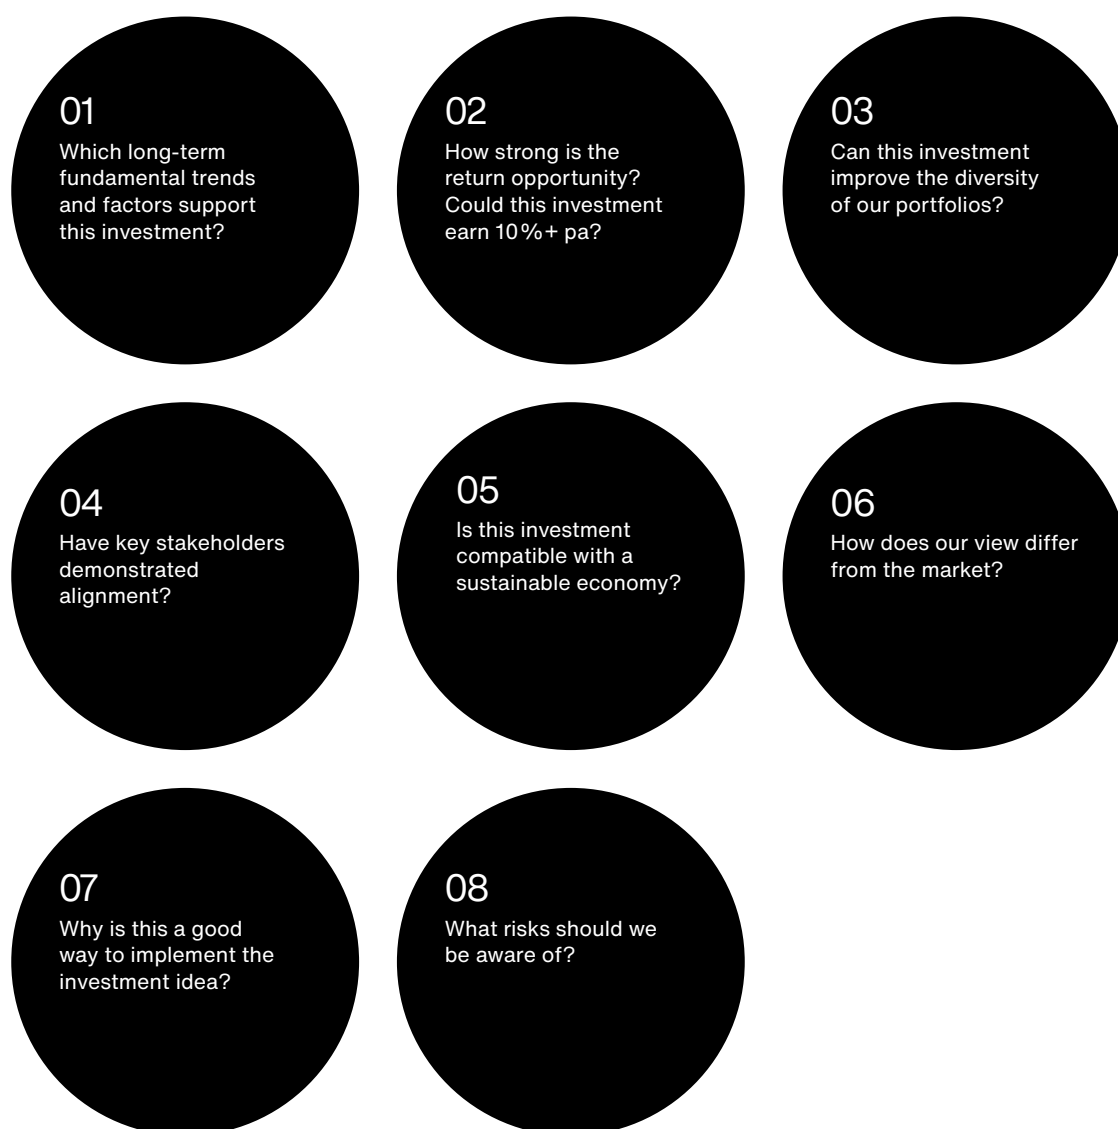 01
Which long-term
fundamental trends
and factors support
this investment?
02
How strong is the
return opportunity?
Could this investment
earn 10%+ pa?
03
Can this investment
improve the diversity
of our portfolios?
04
Have key stakeholders
demonstrated
alignment?
05
Is this investment
compatible with a
sustainable economy?
06
How does our view differ
from the market?
07
Why is this a good
way to implement the
investment idea?
08
What risks should we
be aware of?